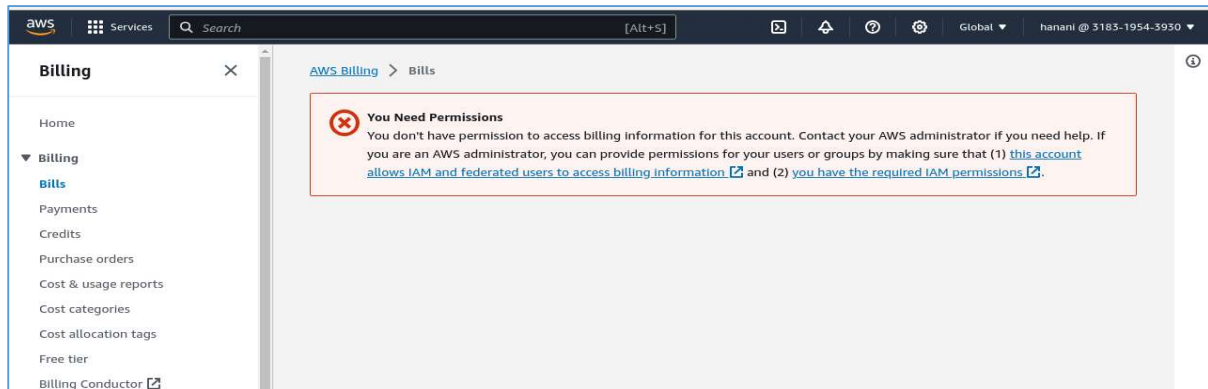 aws
Services
Search
[Alt+S]
Global
hanani @ 3183-1954-3930
Billing
AWS Billing > Bills
You Need Permissions
You don't have permission to access billing information for this account. Contact your AWS administrator if you need help. If
you are an AWS administrator, you can provide permissions for your users or groups by making sure that (1) this account
allows IAM and federated users to access billing information and (2) you have the required IAM permissions.
Home
Billing
Bills
Payments
Credits
Purchase orders
Cost & usage reports
Cost categories
Cost allocation tags
Free tier
Billing Conductor